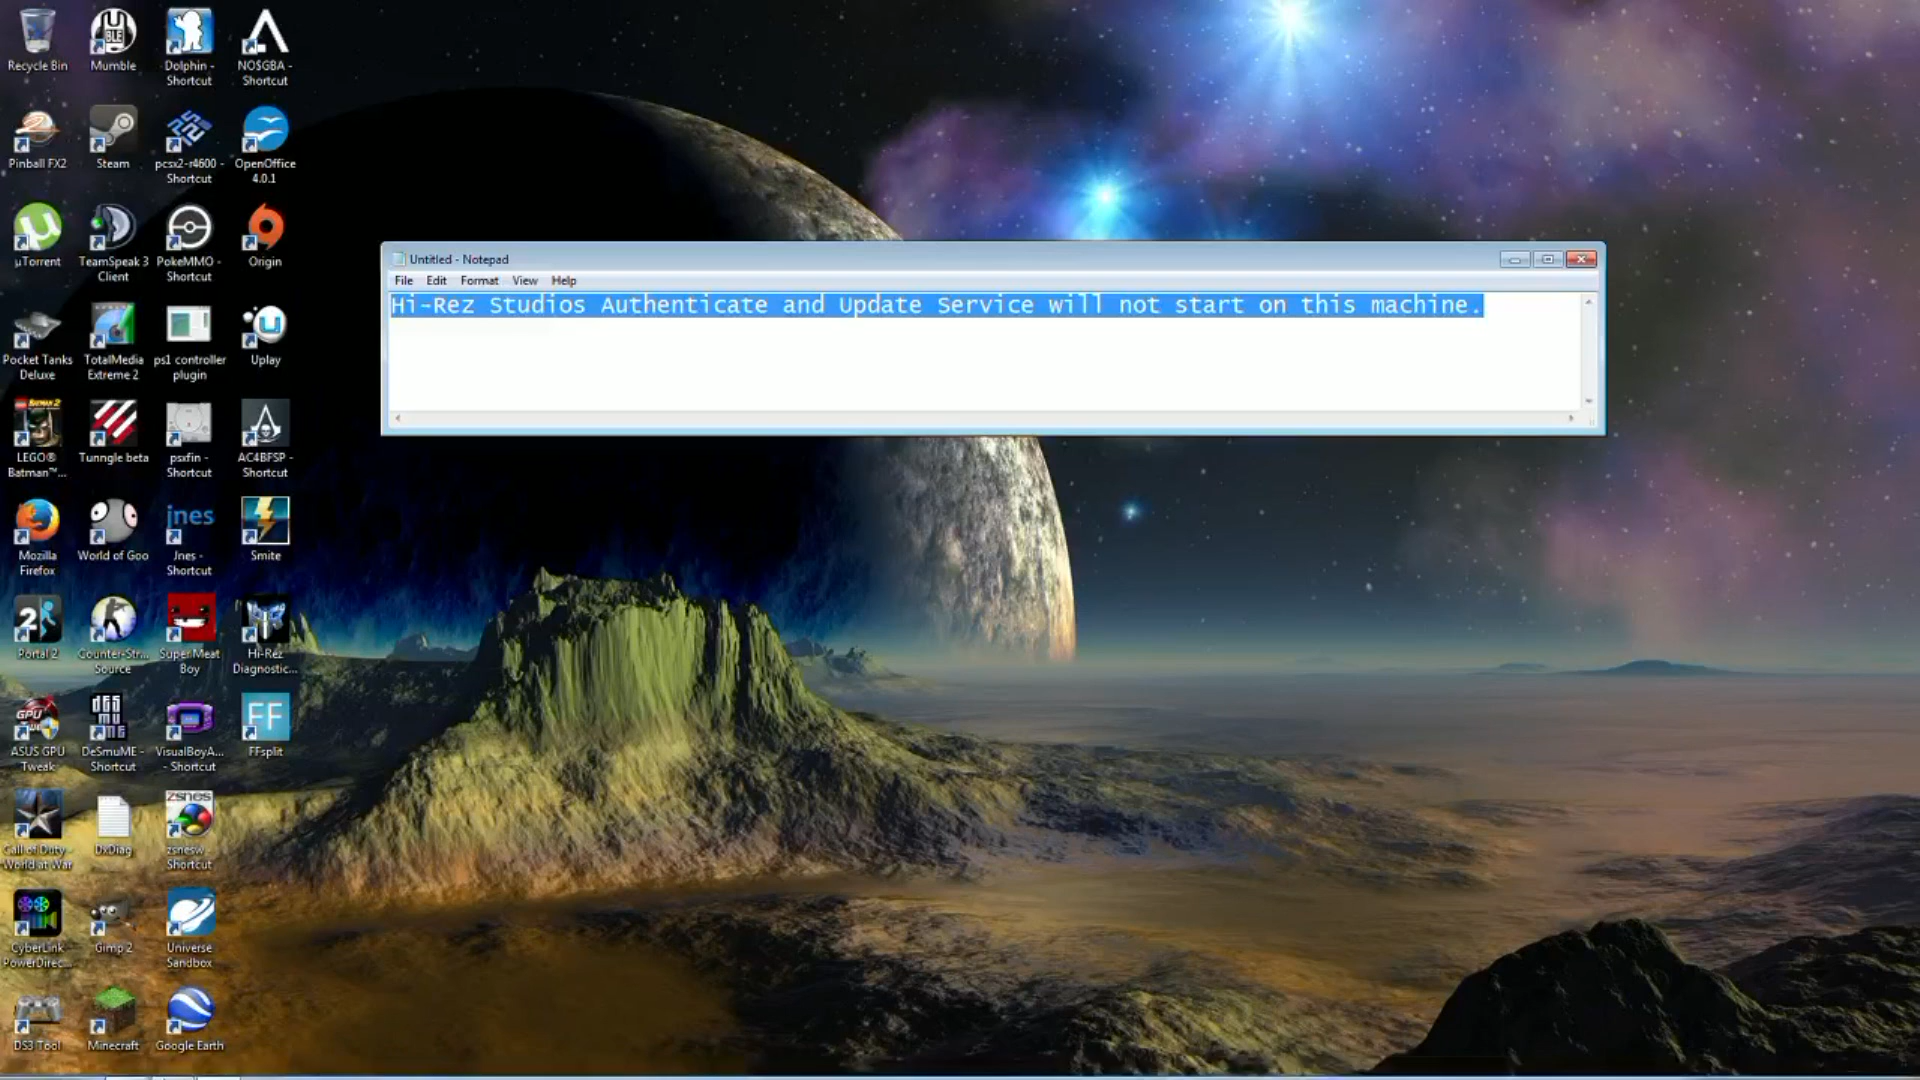 Recycle Bin
Mumble
Dolphin -
Shortcut
NO$GBA -
Shortcut
Pinball FX2
Steam
pcsx2-r4600 -
Shortcut
OpenOffice
4.0.1
µTorrent
TeamSpeak 3
Client
PokeMMO -
Shortcut
Origin
Pocket Tanks
Deluxe
TotalMedia
Extreme 2
ps1 controller
plugin
Uplay
LEGO®
Batman™...
Tunngle beta
psxfin -
Shortcut
AC4BFSP -
Shortcut
Mozilla
Firefox
World of Goo
jnes
Jnes -
Shortcut
Smite
2
Portal 2
Counter-Str...
Source
Super Meat
Boy
Hi-Rez
Diagnostic...
GPU
ASUS GPU
Tweak
DeSmuME -
Shortcut
VisualBoyA...
- Shortcut
FF
FFsplit
Call of Duty -
World at War
DxDiag
zsnes
zsnesw -
Shortcut
CyberLink
PowerDirec...
Gimp 2
Universe
Sandbox
DS3 Tool
Minecraft
Google Earth
Untitled - Notepad
File Edit Format View Help
Hi-Rez Studios Authenticate and Update Service will not start on this machine.